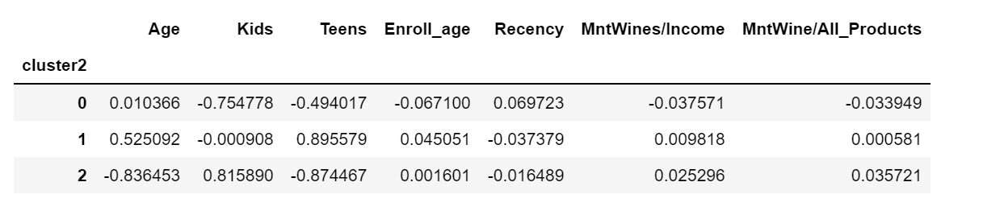 Age Kids Teens Enroll_age Recency MntWines/Income MntWine/All_Products
cluster2
0 0.010366 -0.754778 -0.494017 -0.067100 0.069723 -0.037571 -0.033949
1 0.525092 -0.000908 0.895579 0.045051 -0.037379 0.009818 0.000581
2 -0.836453 0.815890 -0.874467 0.001601 -0.016489 0.025296 0.035721